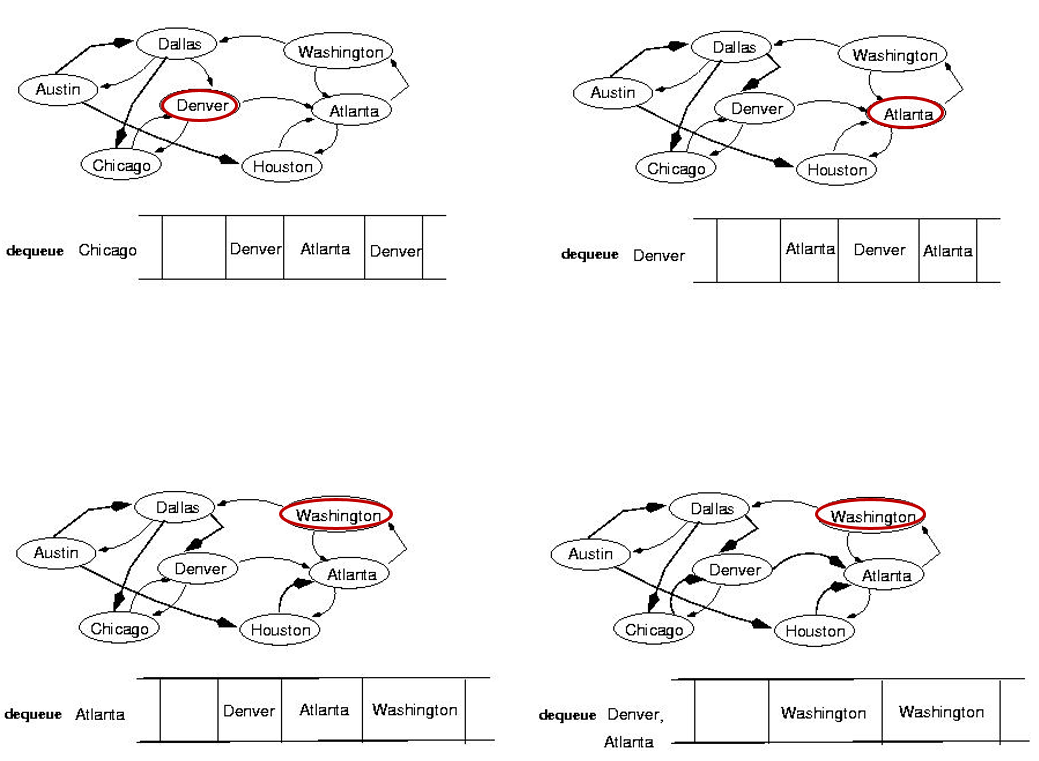 Dallas
Washington
Austin
Denver
Atlanta
Chicago
Houston
dequeue Chicago Denver Atlanta Denver
Dallas
Washington
Austin
Denver
Atlanta
Chicago
Houston
dequeue Denver Atlanta Denver Atlanta
Dallas
Washington
Austin
Denver
Atlanta
Chicago
Houston
dequeue Atlanta Denver Atlanta Washington
Dallas
Washington
Austin
Denver
Atlanta
Chicago
Houston
dequeue Denver, Washington Washington
Atlanta